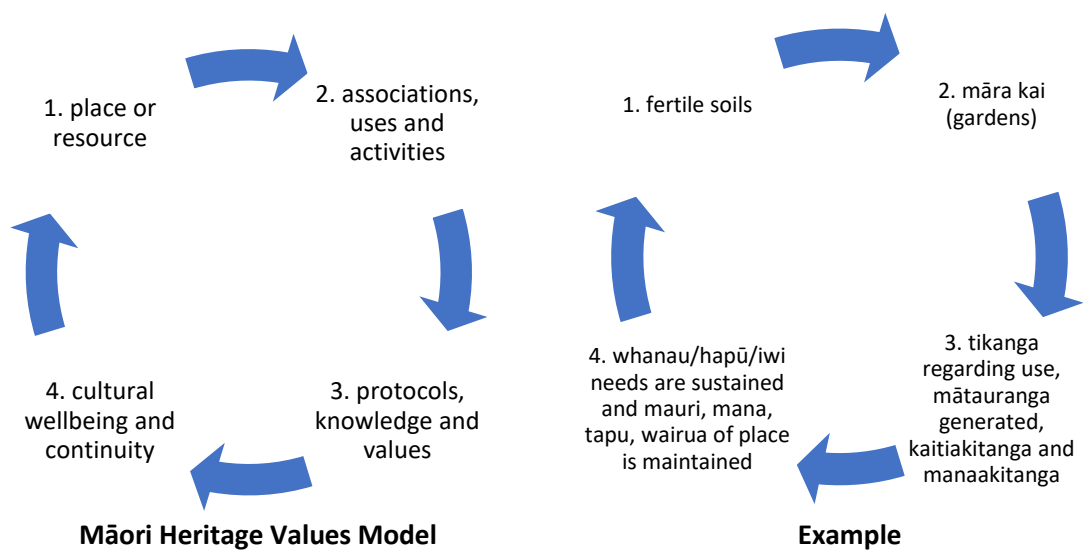 1. place or
resource
2. associations,
uses and
activities
3. protocols,
knowledge and
values
4. cultural
wellbeing and
continuity
Māori Heritage Values Model
1. fertile soils
2. māra kai
(gardens)
3. tikanga
regarding use,
mātauranga
generated,
kaitiakitanga and
manaakitanga
4. whanau/hapū/iwi
needs are sustained
and mauri, mana,
tapu, wairua of place
is maintained
Example